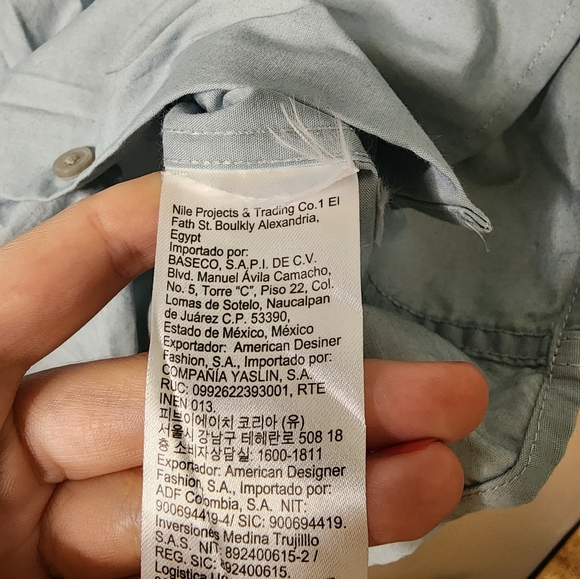 Nile Projects & Trading Co.1 El
Fath St. Boulkly Alexandria,
Egypt
Importado por:
BASECO, S.A.P.I. DE C.V.
Blvd. Manuel Ávila Camacho,
No. 5, Torre "C", Piso 22, Col.
Lomas de Sotelo, Naucalpan
de Juárez C.P. 53390,
Estado de México, México
Exportador: American Desiner
Fashion, S.A., Importado por:
COMPAÑÍA YASLIN, S.A.
RUC: 0992622393001, RTE
INEN 013.
피브이에이치 코리아 (유)
서울시 강남구 테헤란로 508 18
층 소비자상담실: 1600-1811
Exportador: American Designer
Fashion, S.A., Importado por:
ADF Colombia, S.A. NIT:
900694419-4/ SIC: 900694419.
Inversiones Medina Trujilllo
S.A.S. NIT: 892400615-2 /
REG. SIC: 892400615.
Logistica